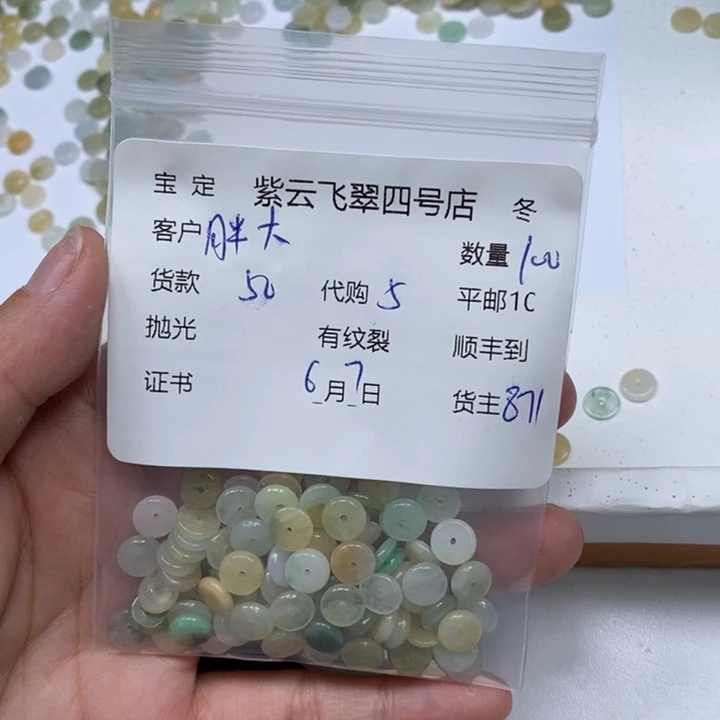 宝定 紫云飞翠四号店 冬
客户胖大 数量100
货款 50 代购 5 平邮1C
抛光 有纹裂 顺丰到
证书 6月7日 货主871